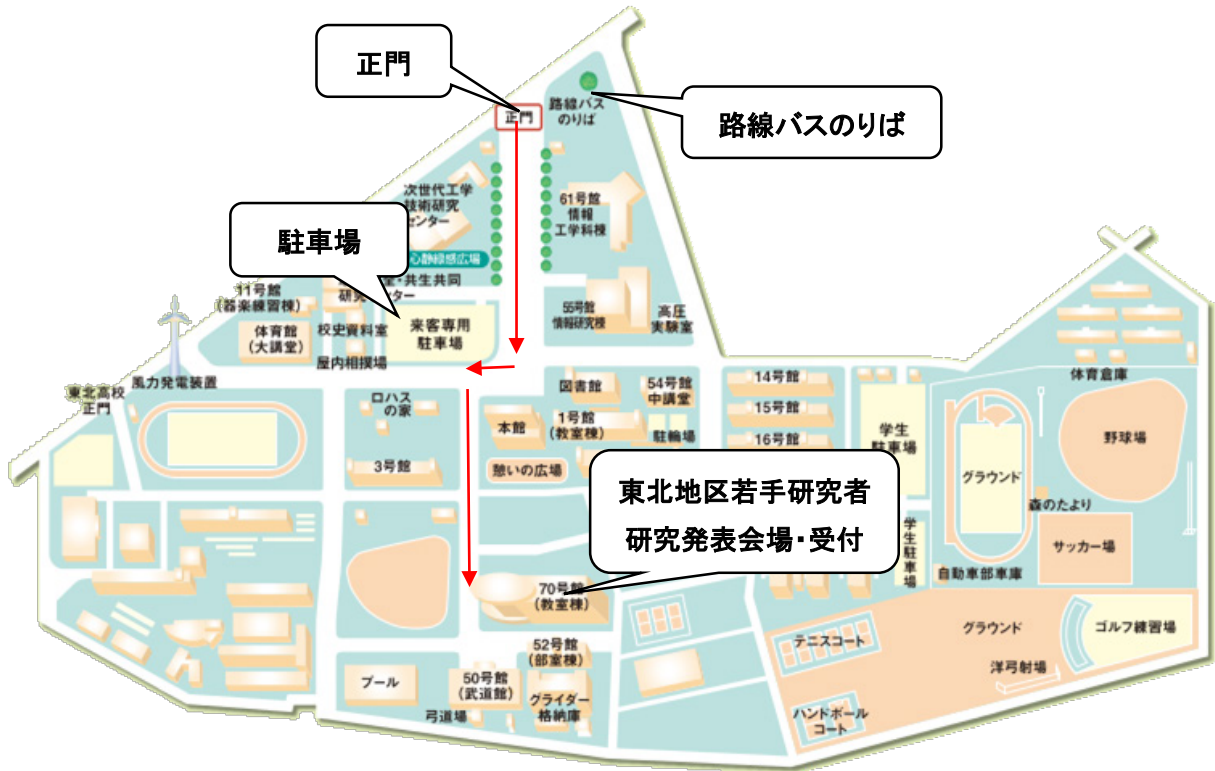 正門
路線バスのりば
路線バス
のりば
正門
次世代工学
技術研究
センター
61号館
情報
工学科棟
駐車場
心静緑感広場
・共生共同
研究
ター
11号館
(器楽練習棟)
校史資料室
来客専用
駐車場
55号館
情報研究棟
高圧
実験室
体育館
(大講堂)
屋内相撲場
風力発電装置
東北高校
正門
ロハス
の家
図書館
54号館
中講堂
14号館
体育倉庫
本館
1号館
(教室棟)
15号館
駐輪場
16号館
学生
駐車場
野球場
3号館
憩いの広場
グラウンド
東北地区若手研究者
研究発表会場・受付
森のたより
学生駐車場
サッカー場
自動車部車庫
70号館
(教室棟)
テニスコート
グラウンド
ゴルフ練習場
52号館
(部室棟)
洋弓射場
プール
50号館
(武道館)
グライダー
格納庫
弓道場
ハンドボール
コート